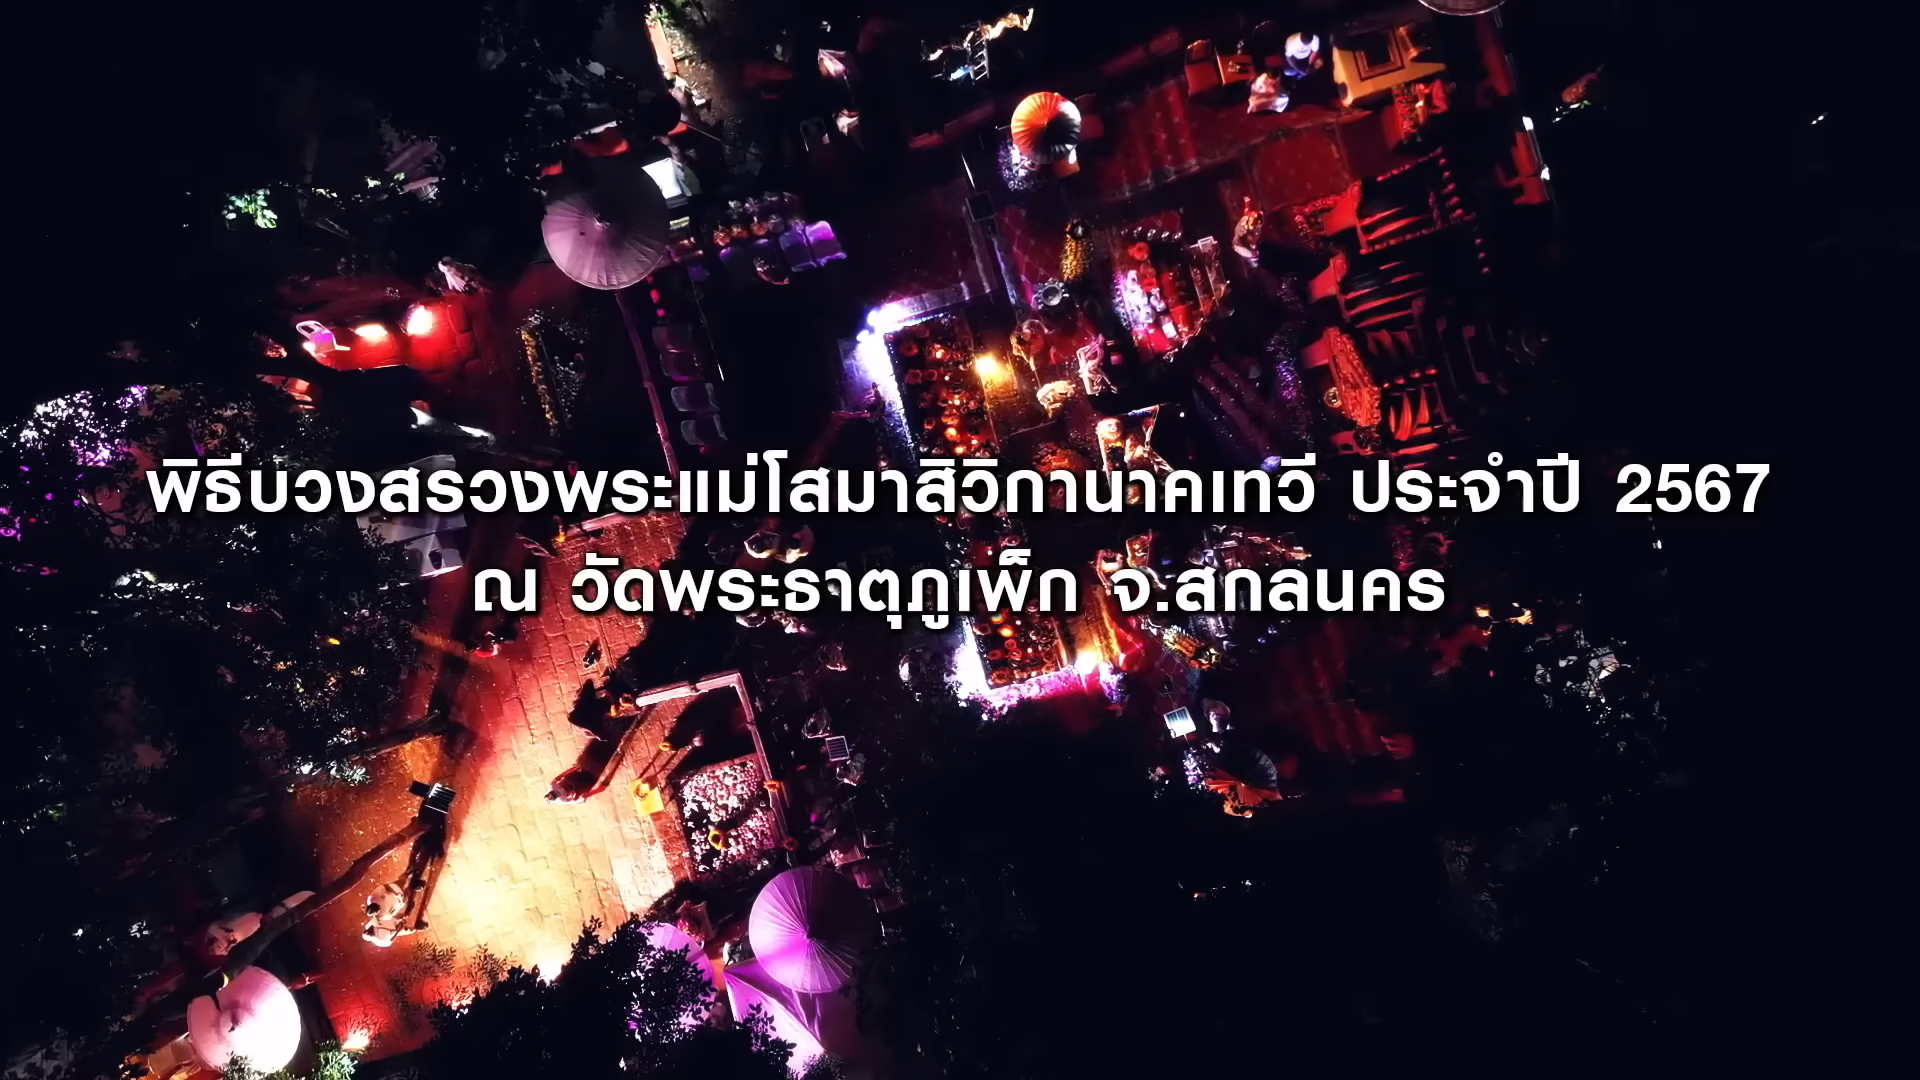 พิธีบวงสรวงพระแม่โสมาสิวิกานาคเทวี ประจำปี 2567
ณ วัดพระธาตุภูเพ็ก จ.สกลนคร